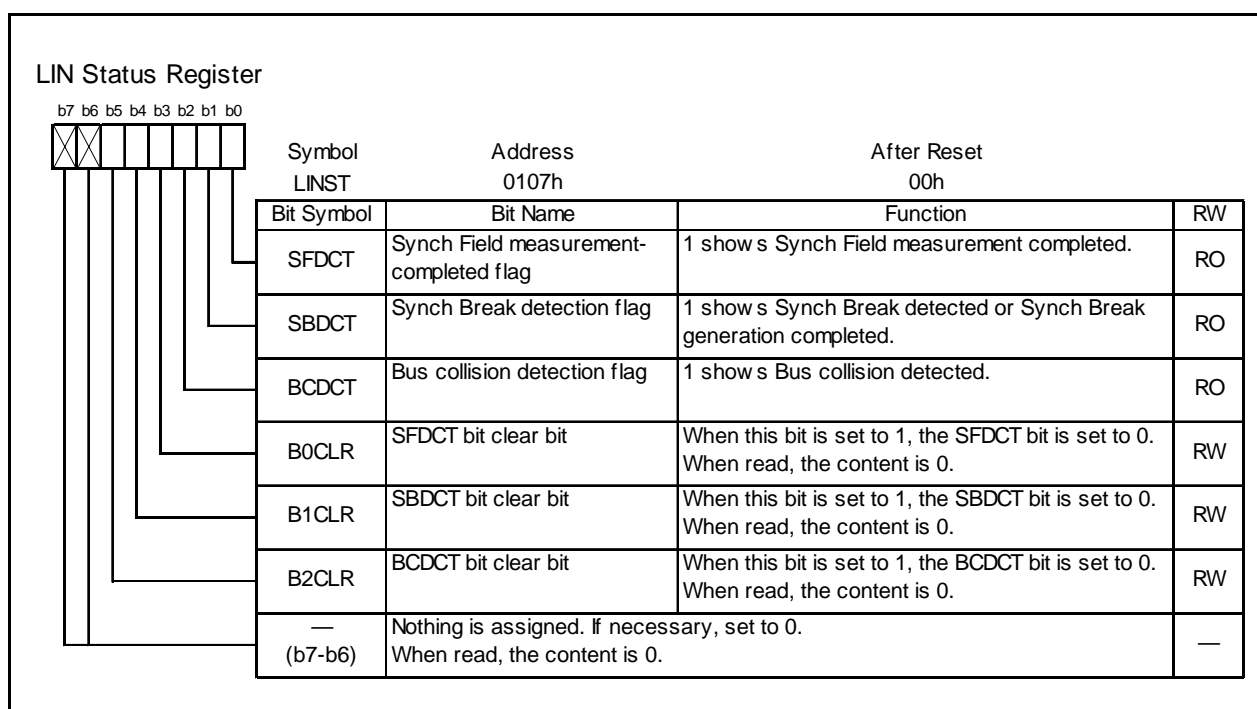 LIN Status Register
b7 b6 b5 b4 b3 b2 b1 b0
Symbol Address After Reset
LINST 0107h 00h
Bit Symbol Bit Name Function RW
SFDCT Synch Field measurement-
completed flag 1 shows Synch Field measurement completed. RO
SBDCT Synch Break detection flag 1 shows Synch Break detected or Synch Break
generation completed. RO
BCDCT Bus collision detection flag 1 shows Bus collision detected. RO
B0CLR SFDCT bit clear bit When this bit is set to 1, the SFDCT bit is set to 0.
When read, the content is 0. RW
B1CLR SBDCT bit clear bit When this bit is set to 1, the SBDCT bit is set to 0.
When read, the content is 0. RW
B2CLR BCDCT bit clear bit When this bit is set to 1, the BCDCT bit is set to 0.
When read, the content is 0. RW
— Nothing is assigned. If necessary, set to 0.
(b7-b6) When read, the content is 0. —